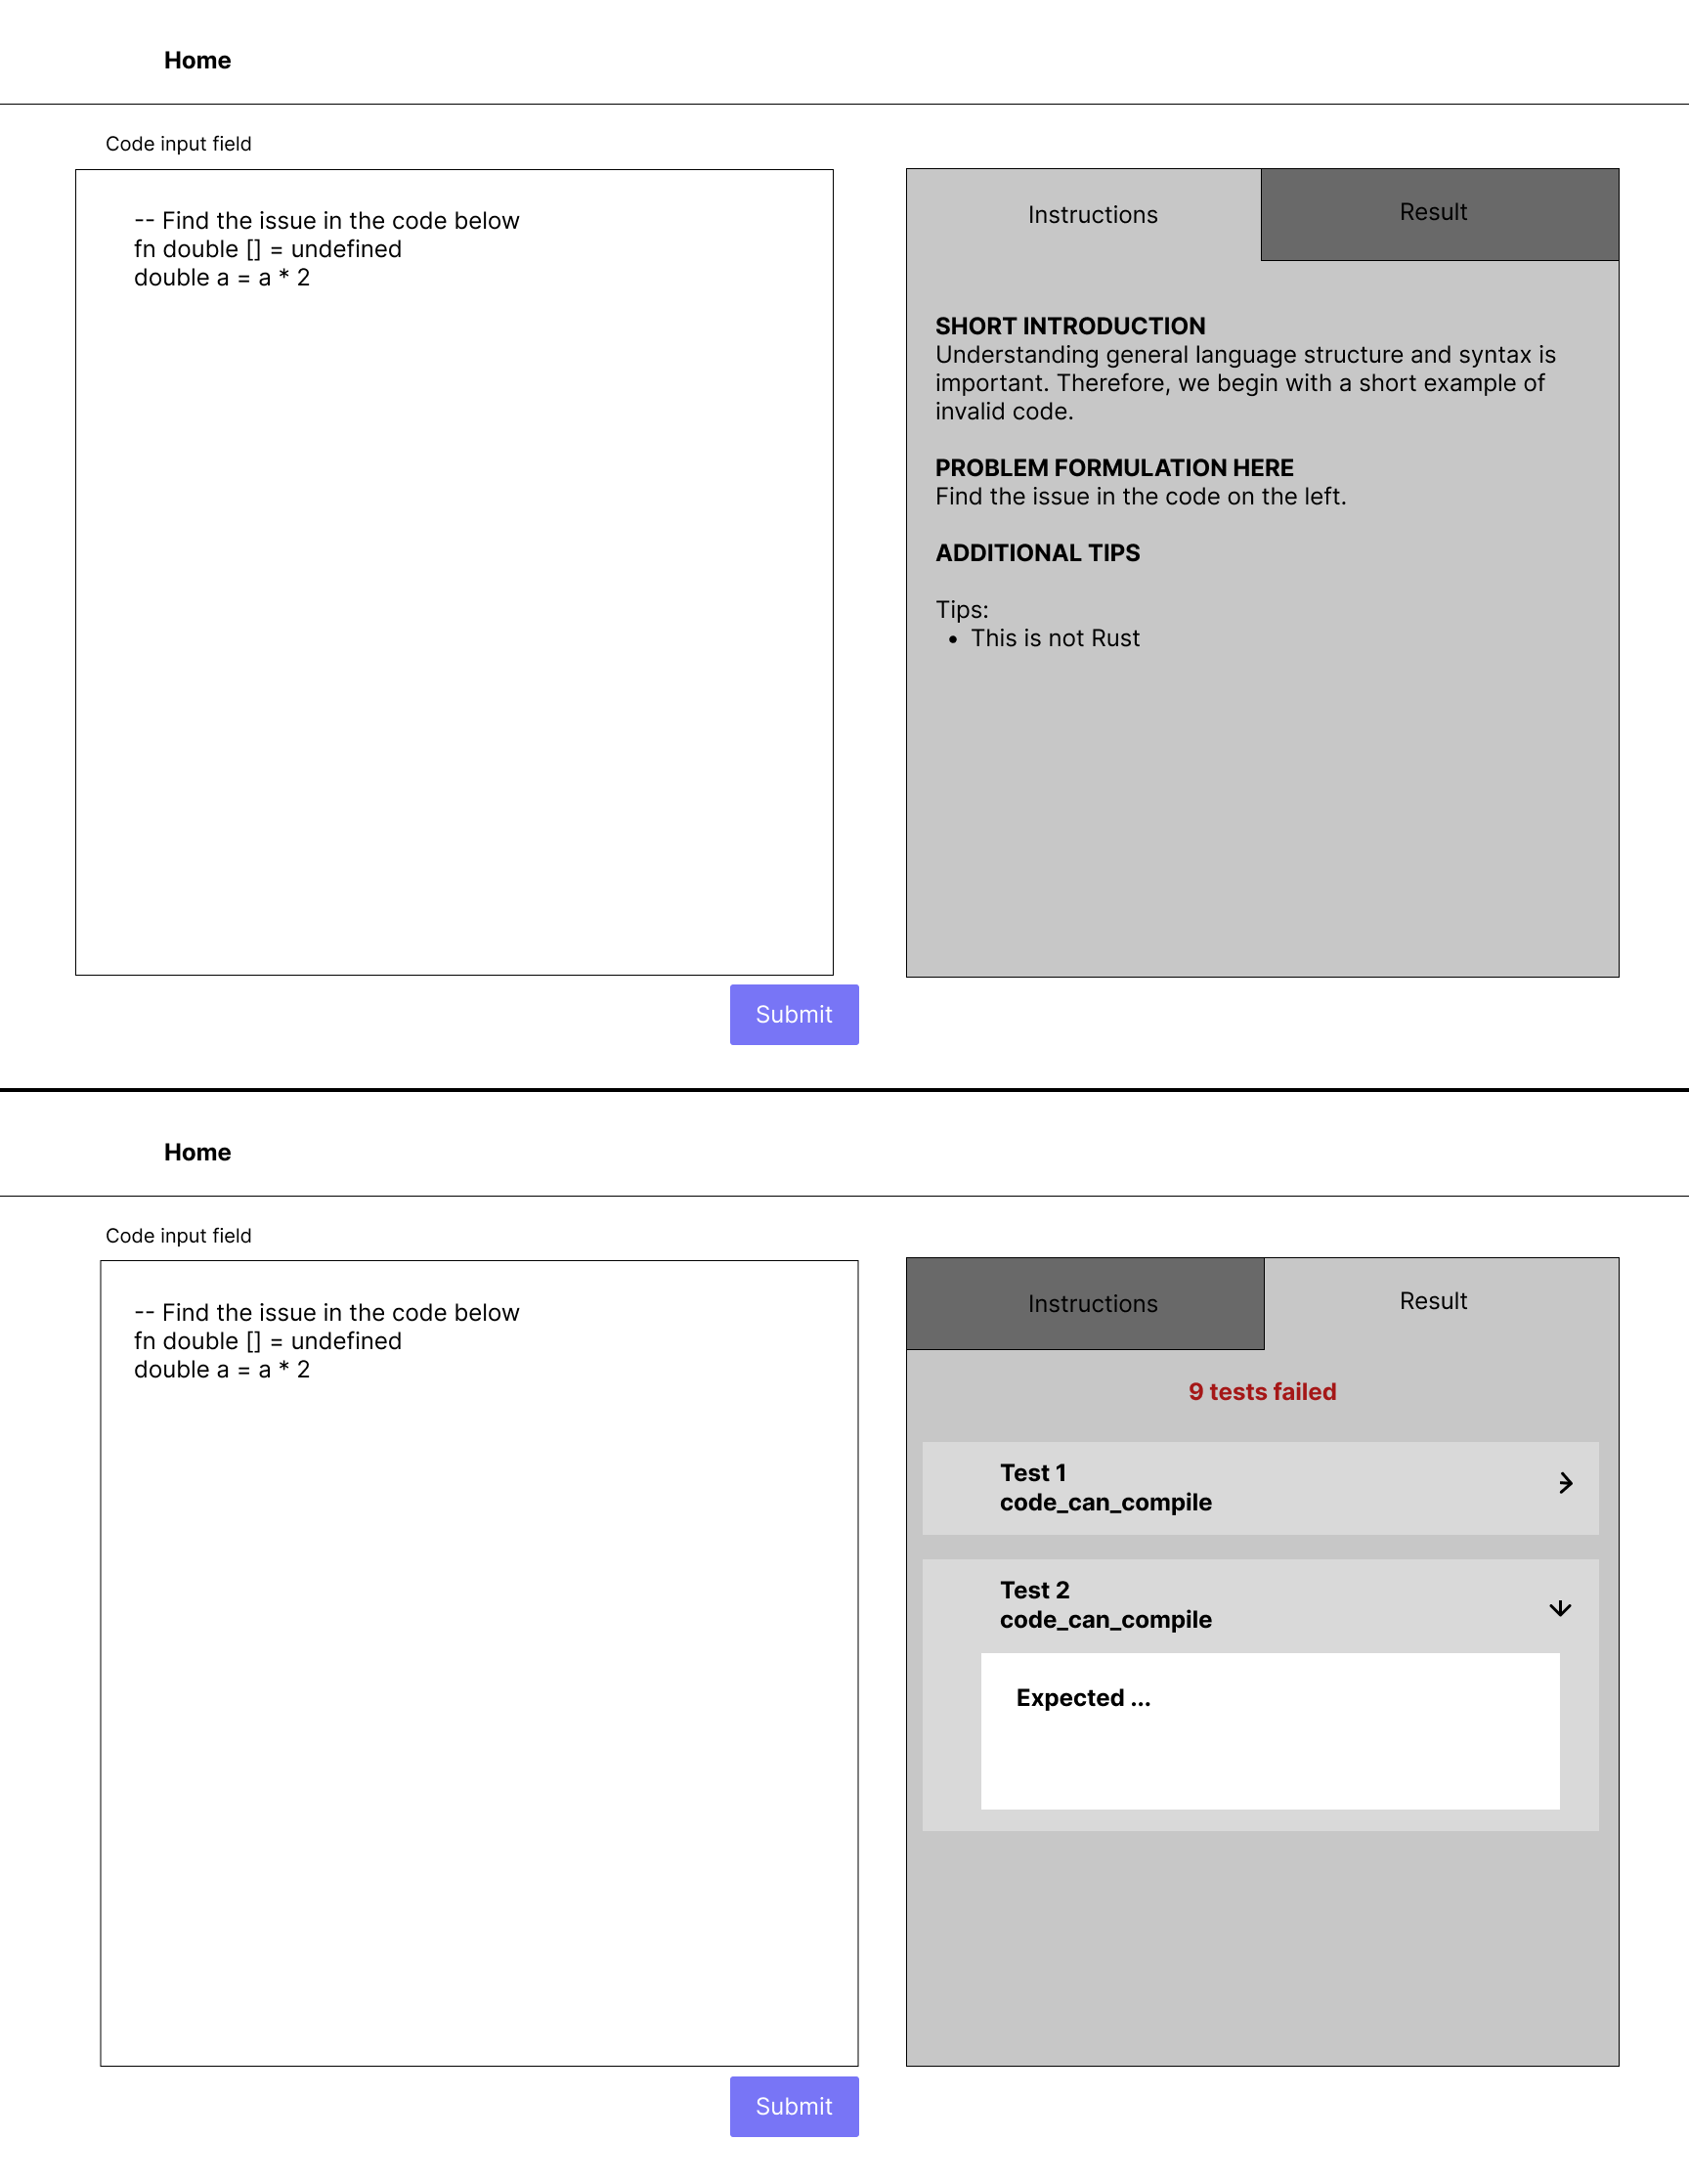 Home
Code input field
-- Find the issue in the code below
fn double [] = undefined
double a = a * 2
Submit
Instructions
Result
SHORT INTRODUCTION
Understanding general language structure and syntax is
important. Therefore, we begin with a short example of
invalid code.
PROBLEM FORMULATION HERE
Find the issue in the code on the left.
ADDITIONAL TIPS
Tips:
• This is not Rust
Home
Code input field
-- Find the issue in the code below
fn double [] = undefined
double a = a * 2
Submit
Instructions
Result
9 tests failed
Test 1
code_can_compile
Test 2
code_can_compile
Expected ...